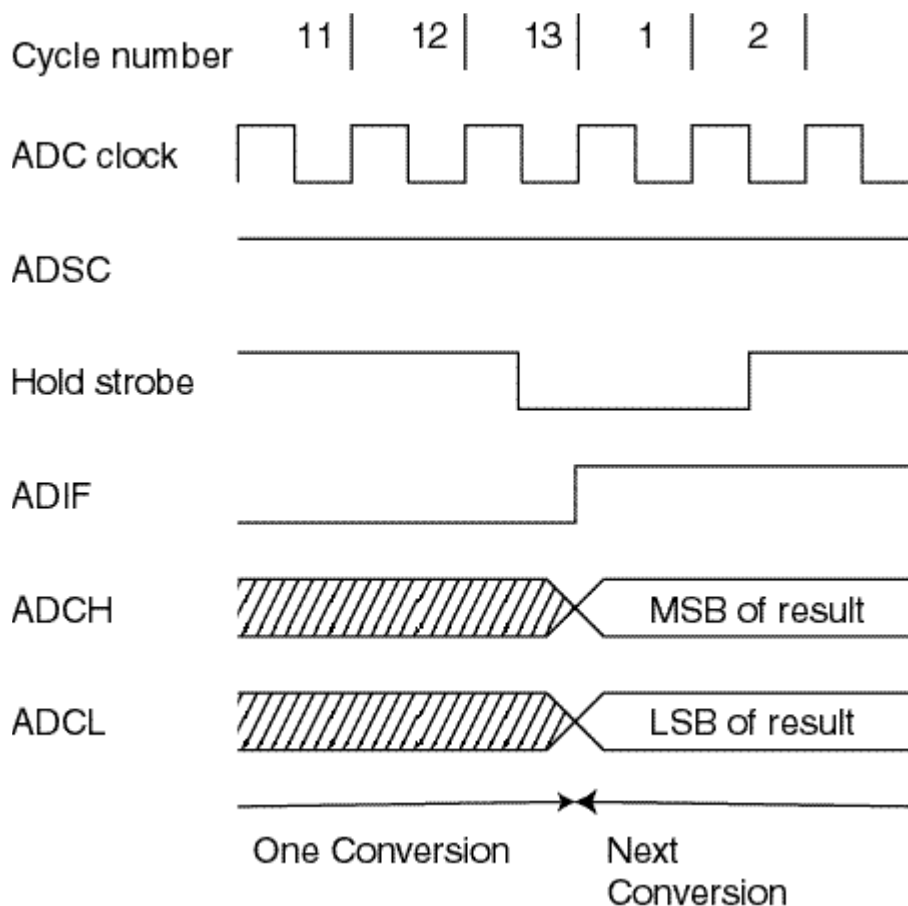 Cycle number 11 12 13 1 2
ADC clock
ADSC
Hold strobe
ADIF
ADCH MSB of result
ADCL LSB of result
One Conversion Next
Conversion